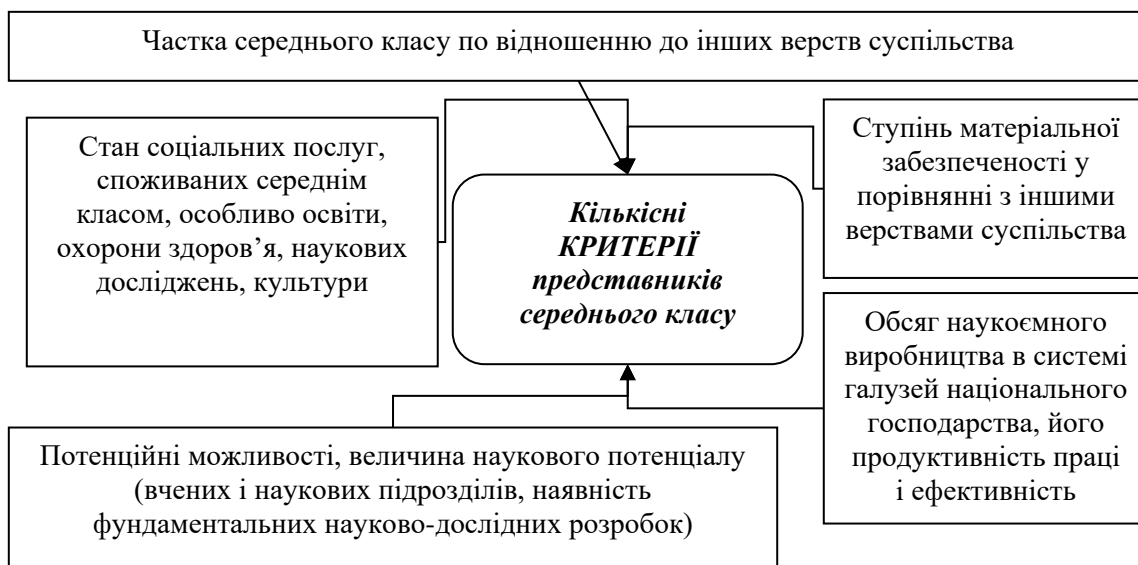 Частка середнього класу по відношенню до інших верств суспільства
Стан соціальних послуг,
споживаних середнім
класом, особливо освіти,
охорони здоров’я, наукових
досліджень, культури
Ступінь матеріальної
забезпеченості у
порівнянні з іншими
верствами суспільства
Кількісні
КРИТЕРІЇ
представників
середнього класу
Обсяг наукоємного
виробництва в системі
галузей національного
господарства, його
продуктивність праці
і ефективність
Потенційні можливості, величина наукового потенціалу
(вчених і наукових підрозділів, наявність
фундаментальних науково-дослідних розробок)